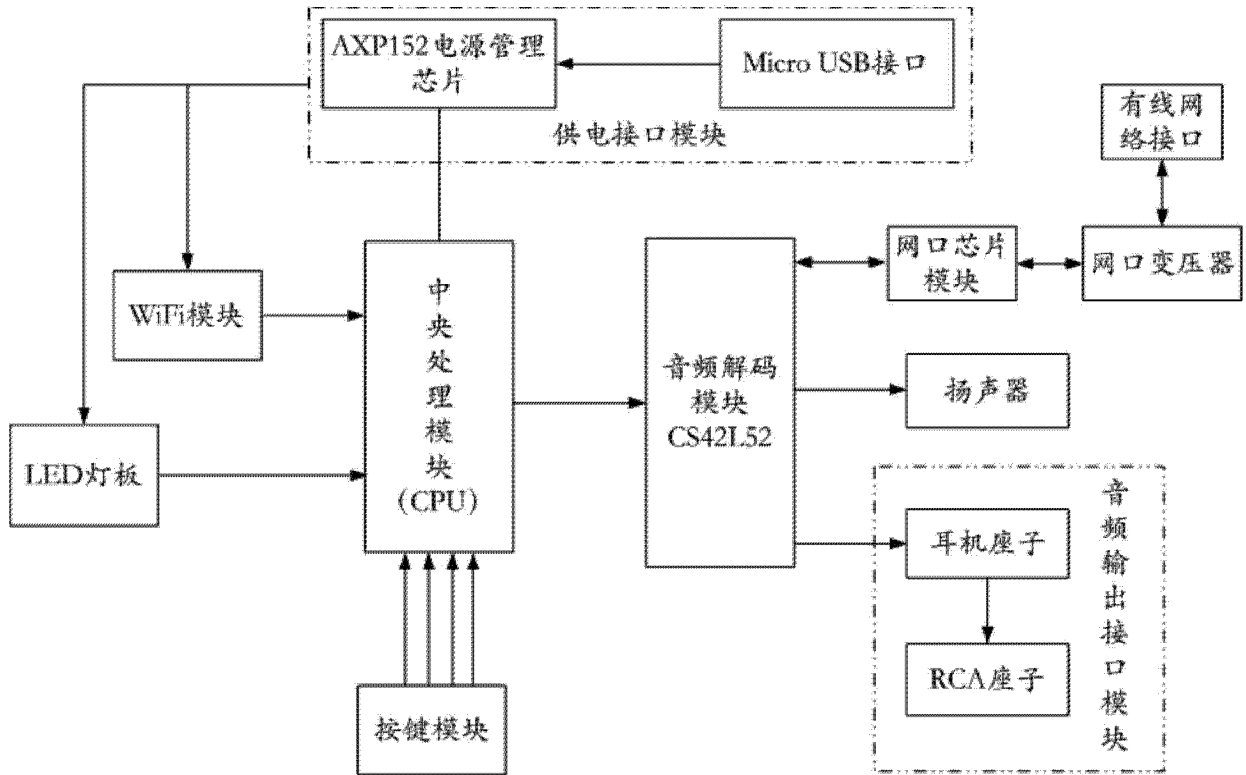 AXP152电源管理
芯片
Micro USB接口
供电接口模块
有线网
络接口
网口芯片
模块
网口变压器
WiFi模块
中
央
处
理
模
块
(CPU)
音频解码
模块
CS42L52
扬声器
LED灯板
耳机座子
RCA座子
音
频
输
出
接
口
模
块
按键模块